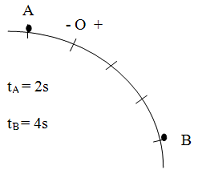 A
- O +
tA = 2s
tB = 4s
B